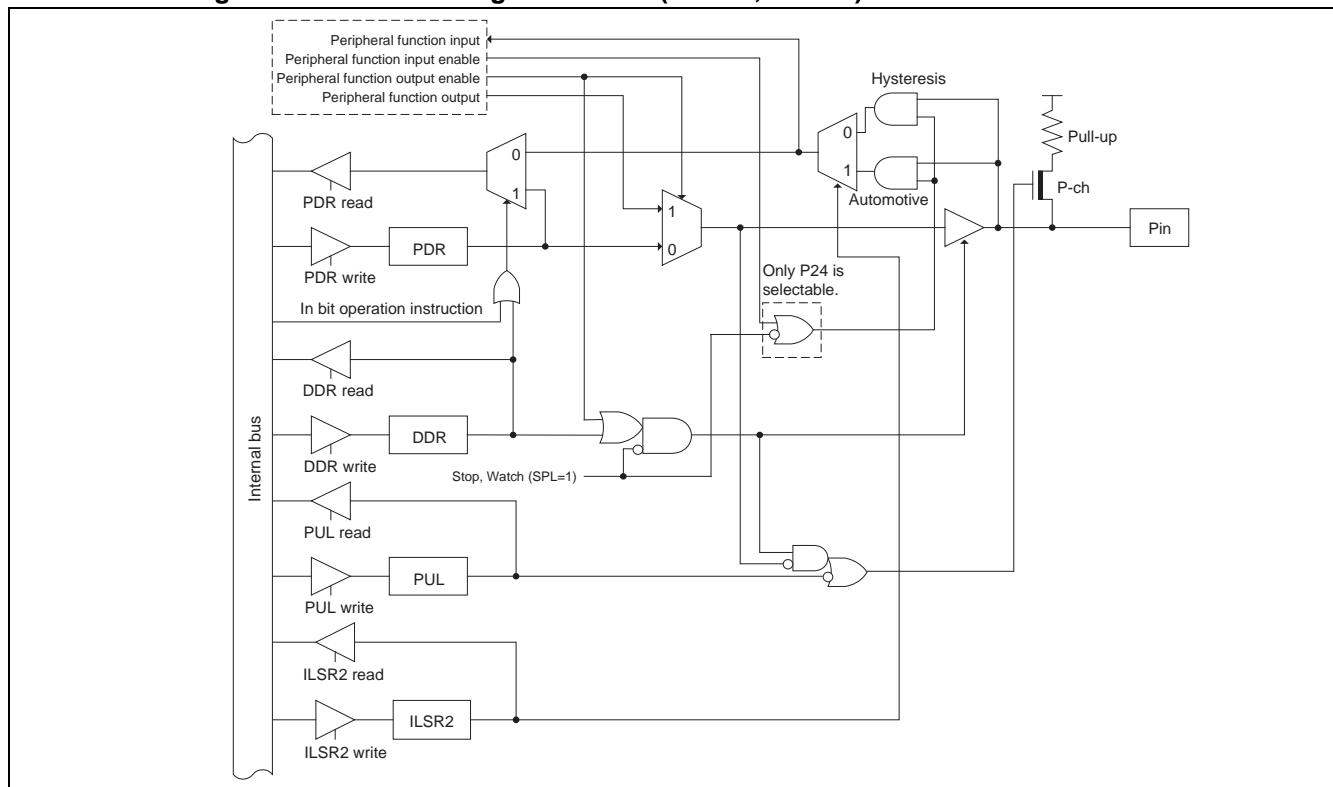 Peripheral function input
Peripheral function input enable
Peripheral function output enable
Peripheral function output
Hysteresis
0
1
Automotive
Pull-up
P-ch
Pin
0
1
PDR read
1
0
PDR
PDR write
Only P24 is
selectable.
In bit operation instruction
DDR read
DDR
DDR write
Stop, Watch (SPL=1)
Internal bus
PUL read
PUL
PUL write
ILSR2 read
ILSR2
ILSR2 write